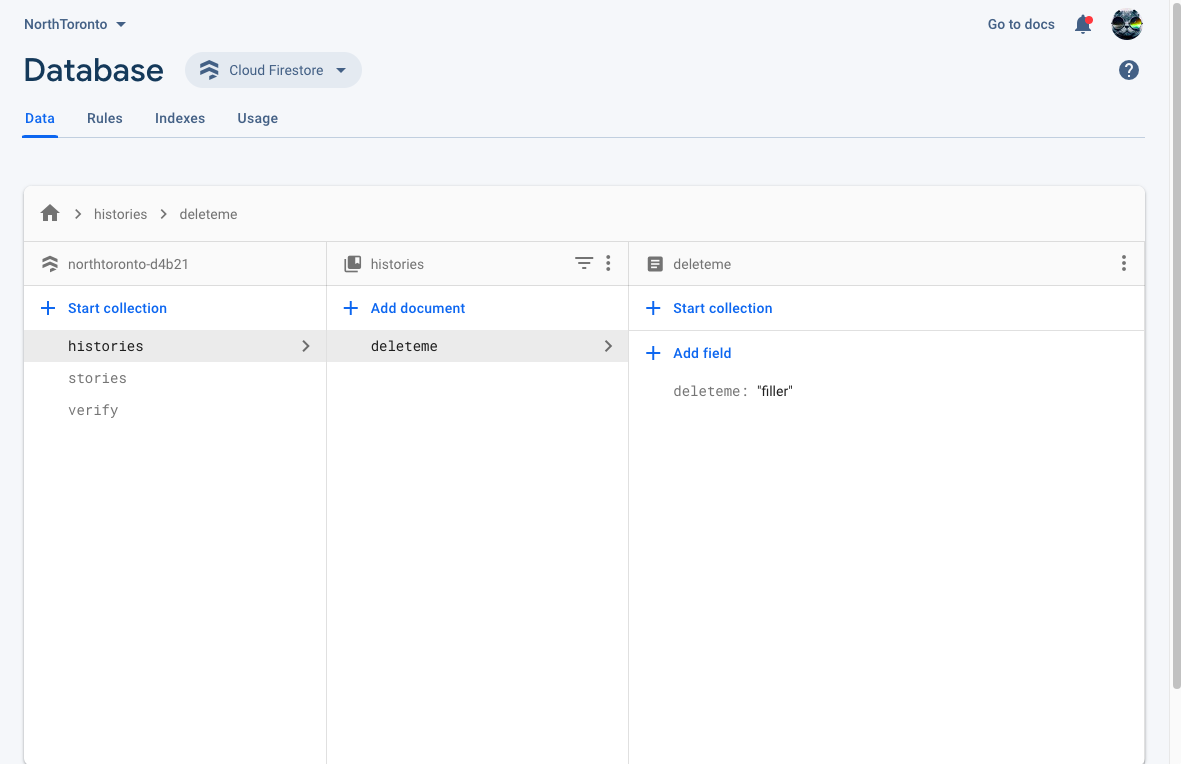 NorthToronto
Go to docs
Database
Cloud Firestore
?
Data Rules Indexes Usage
histories deleteme
northtoronto-d4b21 histories deleteme
+ Start collection + Add document + Start collection
histories deleteme
+ Add field
stories
deleteme: "filler"
verify